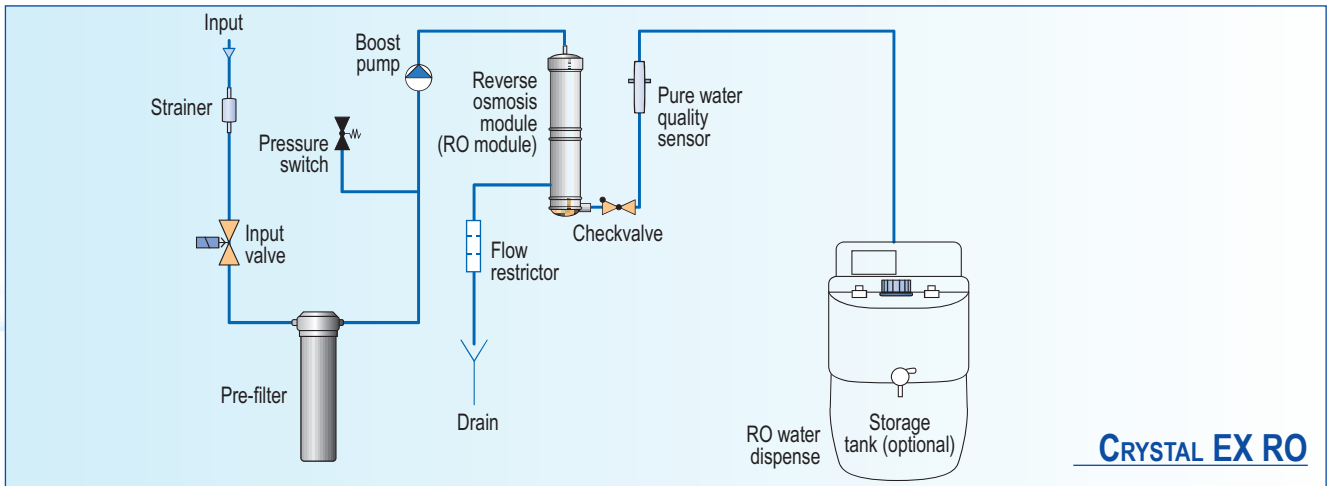 Input
Strainer
Input
valve
Pre-filter
Pressure
switch
Boost
pump
Reverse
osmosis
module
(RO module)
Flow
restrictor
Drain
Checkvalve
Pure water
quality
sensor
RO water
dispense
Storage
tank (optional)
CRYSTAL EX RO